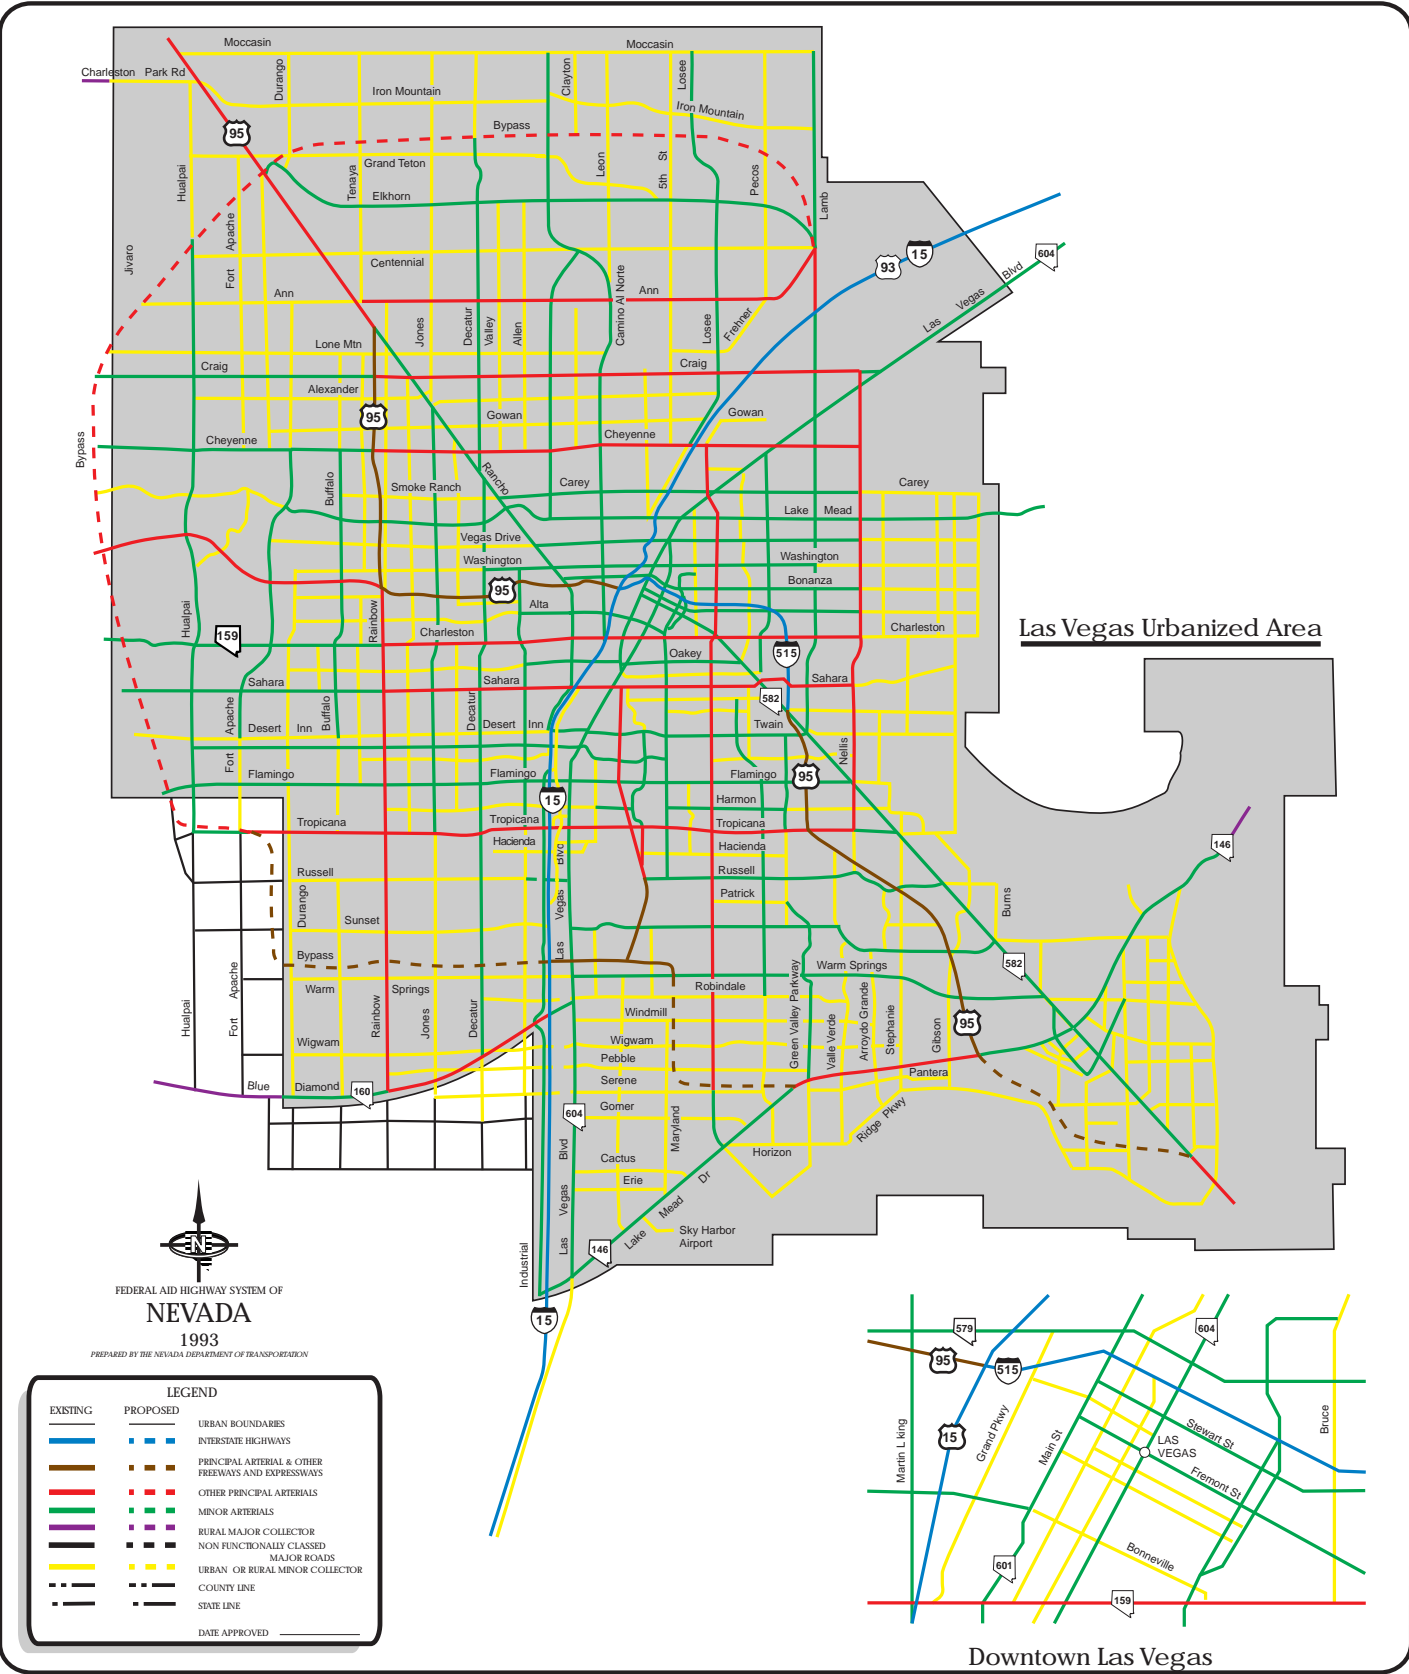 Moccasin
Moccasin
Charleston Park Rd
Durango
Clayton
Losee
Iron Mountain
Iron Mountain
95
Bypass
Grand Teton
Tenaya
Leon
5th St
Pecos
Hualpai
Elkhorn
Lamb
Fort Apache
Jivaro
Centennial
93
15
604
Las Vegas Blvd
Ann
Ann
Camino Al Norte
Jones
Decatur
Valley
Allen
Losee
Frehner
Lone Mtn
Craig
Craig
Alexander
95
Gowan
Gowan
Cheyenne
Cheyenne
Bypass
Buffalo
Smoke Ranch
Rancho
Carey
Carey
Lake Mead
Vegas Drive
Washington
Washington
95
Bonanza
Alta
Hualpai
159
Rainbow
Charleston
Charleston
Las Vegas Urbanized Area
Oakey
515
Sahara
Sahara
Sahara
582
Fort Apache
Desert Inn
Buffalo
Decatur
Desert Inn
Twain
Nellis
Flamingo
Flamingo
Flamingo
95
15
Harmon
Tropicana
Tropicana
Tropicana
Hacienda
Hacienda
146
Russell
Russell
Durango
Patrick
Burns
Sunset
Las Vegas Blvd
Bypass
Warm Springs
582
Warm Springs
Robindale
Hualpai
Fort Apache
Rainbow
Jones
Decatur
Windmill
Green Valley Parkway
Valle Verde
Arroydo Grande
Stephanie
Gibson
95
Wigwam
Wigwam
Pebble
Serene
Pantera
Blue Diamond
160
Gomer
604
Maryland
Ridge Pkwy
Horizon
Cactus
Erie
Las Vegas Blvd
Lake Mead Dr
Sky Harbor
Airport
146
Industrial
15
N
FEDERAL AID HIGHWAY SYSTEM OF
NEVADA
1993
PREPARED BY THE NEVADA DEPARTMENT OF TRANSPORTATION
LEGEND
EXISTING PROPOSED
URBAN BOUNDARIES
INTERSTATE HIGHWAYS
PRINCIPAL ARTERIAL & OTHER
FREEWAYS AND EXPRESSWAYS
OTHER PRINCIPAL ARTERIALS
MINOR ARTERIALS
RURAL MAJOR COLLECTOR
NON FUNCTIONALLY CLASSED
MAJOR ROADS
URBAN OR RURAL MINOR COLLECTOR
COUNTY LINE
STATE LINE
DATE APPROVED
579
604
95
515
Martin L king
15
Grand Pkwy
Main St
Stewart St
LAS
VEGAS
Fremont St
Bruce
Bonneville
601
159
Downtown Las Vegas